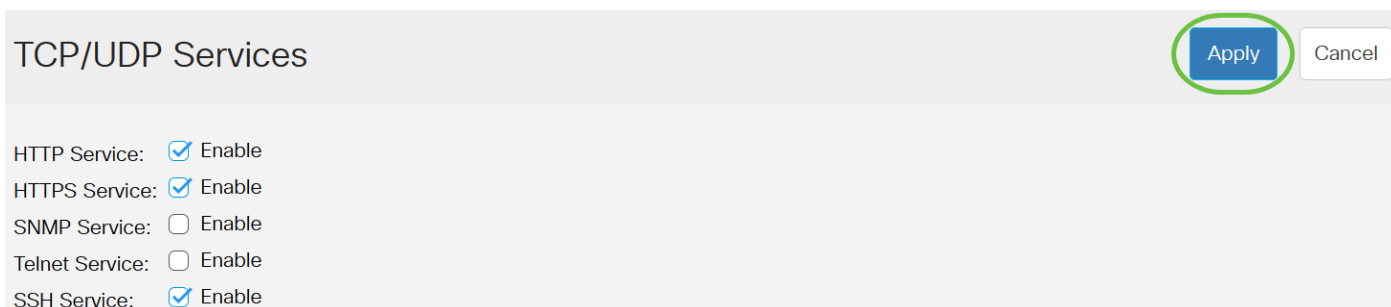 TCP/UDP Services Apply Cancel
HTTP Service: Enable
HTTPS Service: Enable
SNMP Service: Enable
Telnet Service: Enable
SSH Service: Enable